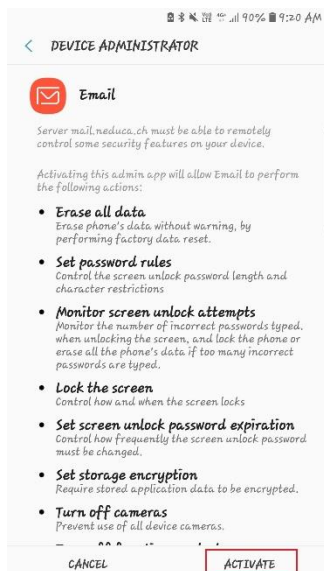 90% 9:20 AM
DEVICE ADMINISTRATOR
Email
Server mail.neduca.ch must be able to remotely
control some security features on your device.
Activating this admin app will allow Email to perform
the following actions:
• Erase all data
Erase phone's data without warning, by
performing factory data reset.
• Set password rules
Control the screen unlock password length and
character restrictions
• Monitor screen unlock attempts
Monitor the number of incorrect passwords typed.
when unlocking the screen, and lock the phone or
erase all the phone's data if too many incorrect
passwords are typed.
• Lock the screen
Control how and when the screen locks
• Set screen unlock password expiration
Control how frequently the screen unlock password
must be changed.
• Set storage encryption
Require stored application data to be encrypted.
• Turn off cameras
Prevent use of all device cameras.
CANCEL ACTIVATE